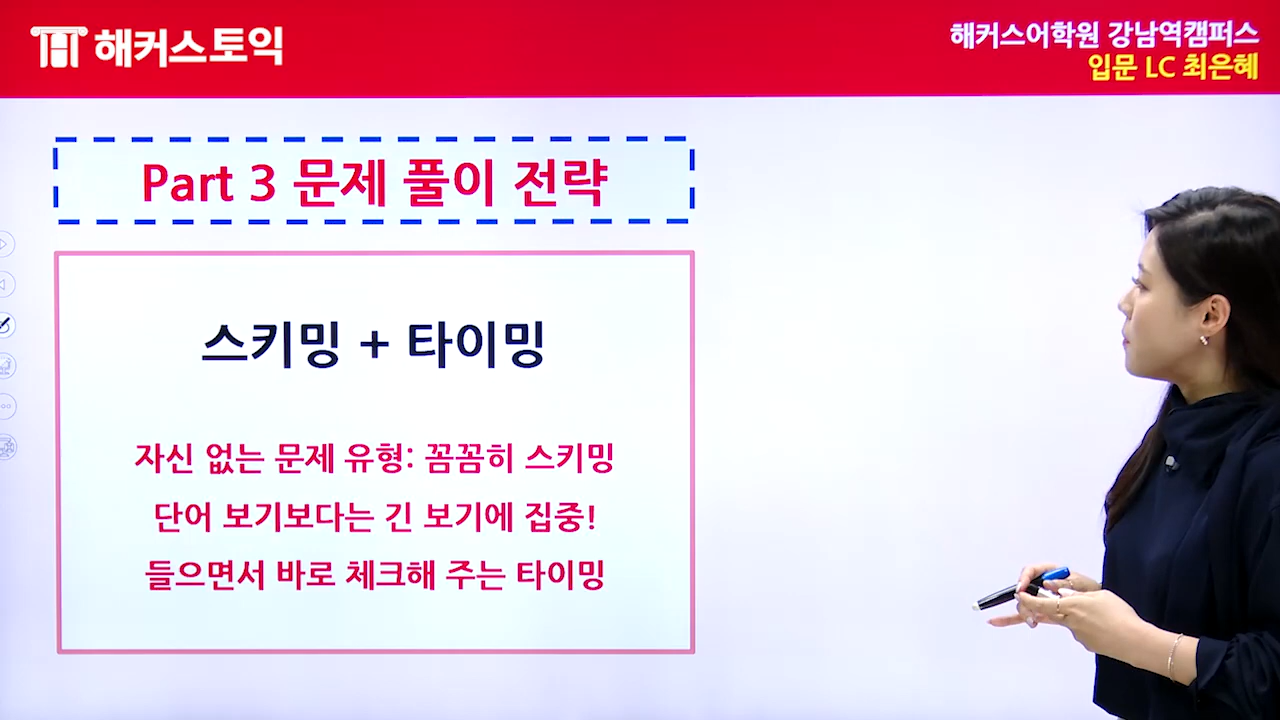 해커스토익
해커스어학원 강남역캠퍼스
입문 LC 최은혜
Part 3 문제 풀이 전략
스키밍 + 타이밍
자신 없는 문제 유형: 꼼꼼히 스키밍
단어 보기보다는 긴 보기에 집중!
들으면서 바로 체크해 주는 타이밍